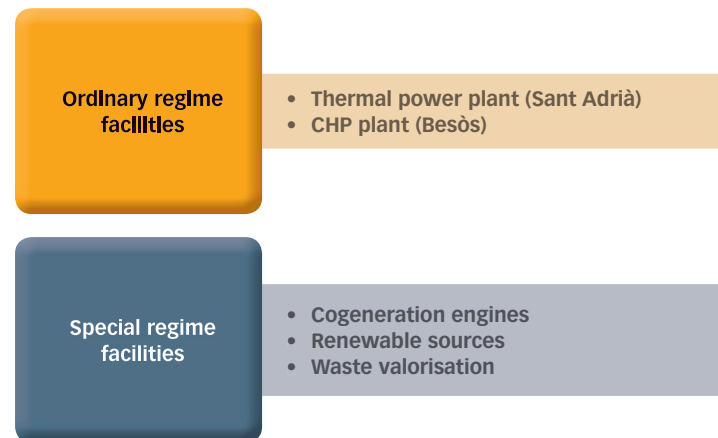 Ordinary regime
facilities
• Thermal power plant (Sant Adrià)
• CHP plant (Besòs)
Special regime
facilities
• Cogeneration engines
• Renewable sources
• Waste valorisation